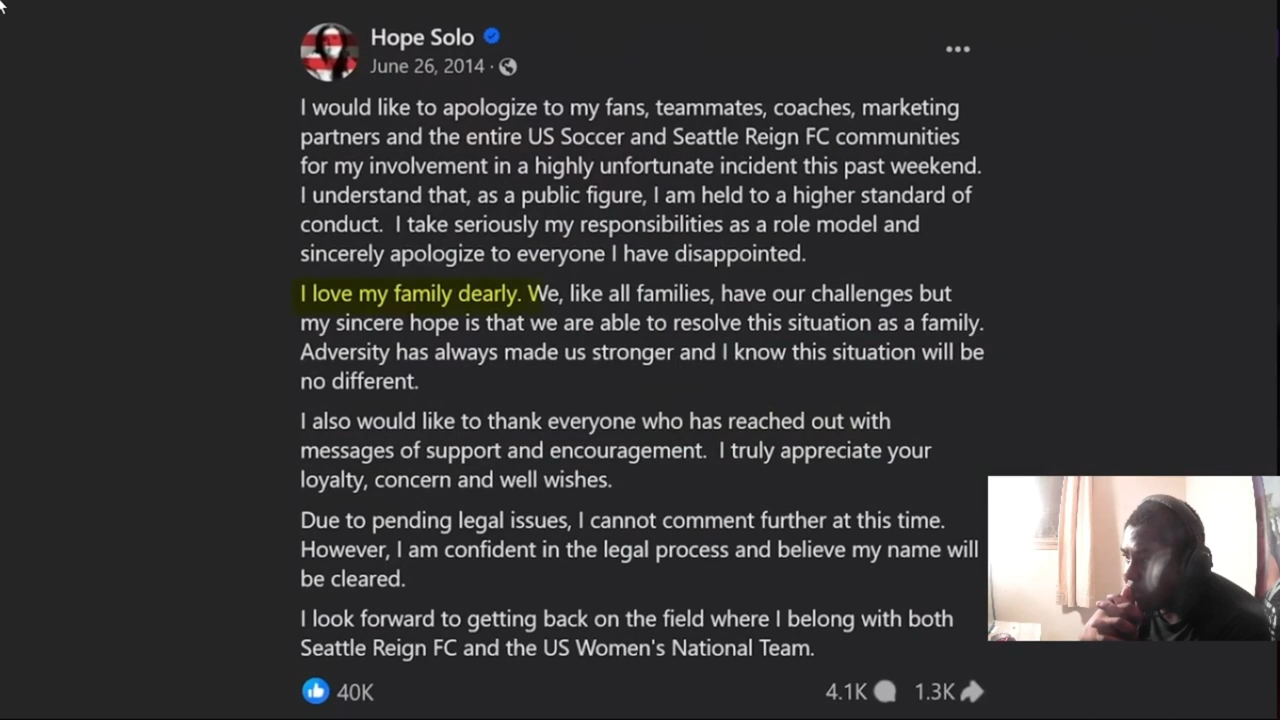 Hope Solo
June 26, 2014 ·
I would like to apologize to my fans, teammates, coaches, marketing
partners and the entire US Soccer and Seattle Reign FC communities
for my involvement in a highly unfortunate incident this past weekend.
I understand that, as a public figure, I am held to a higher standard of
conduct.  I take seriously my responsibilities as a role model and
sincerely apologize to everyone I have disappointed.
I love my family dearly. We, like all families, have our challenges but
my sincere hope is that we are able to resolve this situation as a family.
Adversity has always made us stronger and I know this situation will be
no different.
I also would like to thank everyone who has reached out with
messages of support and encouragement.  I truly appreciate your
loyalty, concern and well wishes.
Due to pending legal issues, I cannot comment further at this time.
However, I am confident in the legal process and believe my name will
be cleared.
I look forward to getting back on the field where I belong with both
Seattle Reign FC and the US Women's National Team.
40K 4.1K 1.3K